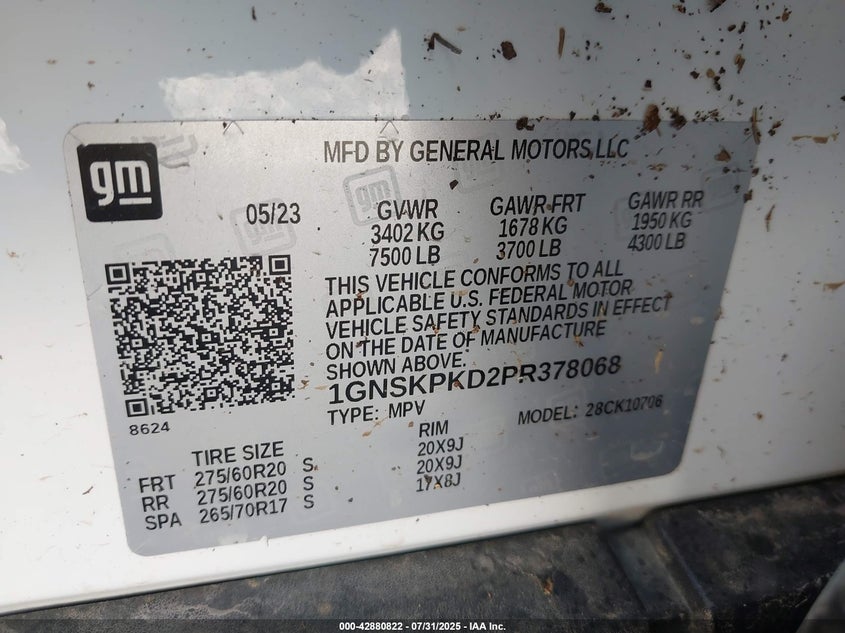 gm
MFD BY GENERAL MOTORS LLC
05/23
GVWR
3402 KG
7500 LB
GAWR FRT
1678 KG
3700 LB
GAWR RR
1950 KG
4300 LB
THIS VEHICLE CONFORMS TO ALL
APPLICABLE U.S. FEDERAL MOTOR
VEHICLE SAFETY STANDARDS IN EFFECT
ON THE DATE OF MANUFACTURE
SHOWN ABOVE.
1GNSKPKD2PR378068
TYPE: MPV
MODEL: 28CK10706
8624
TIRE SIZE
RIM
FRT 275/60R20 S 20X9J
RR 275/60R20 S 20X9J
SPA 265/70R17 S 17X8J
000-42880822 - 07/31/2025 - IAA Inc.